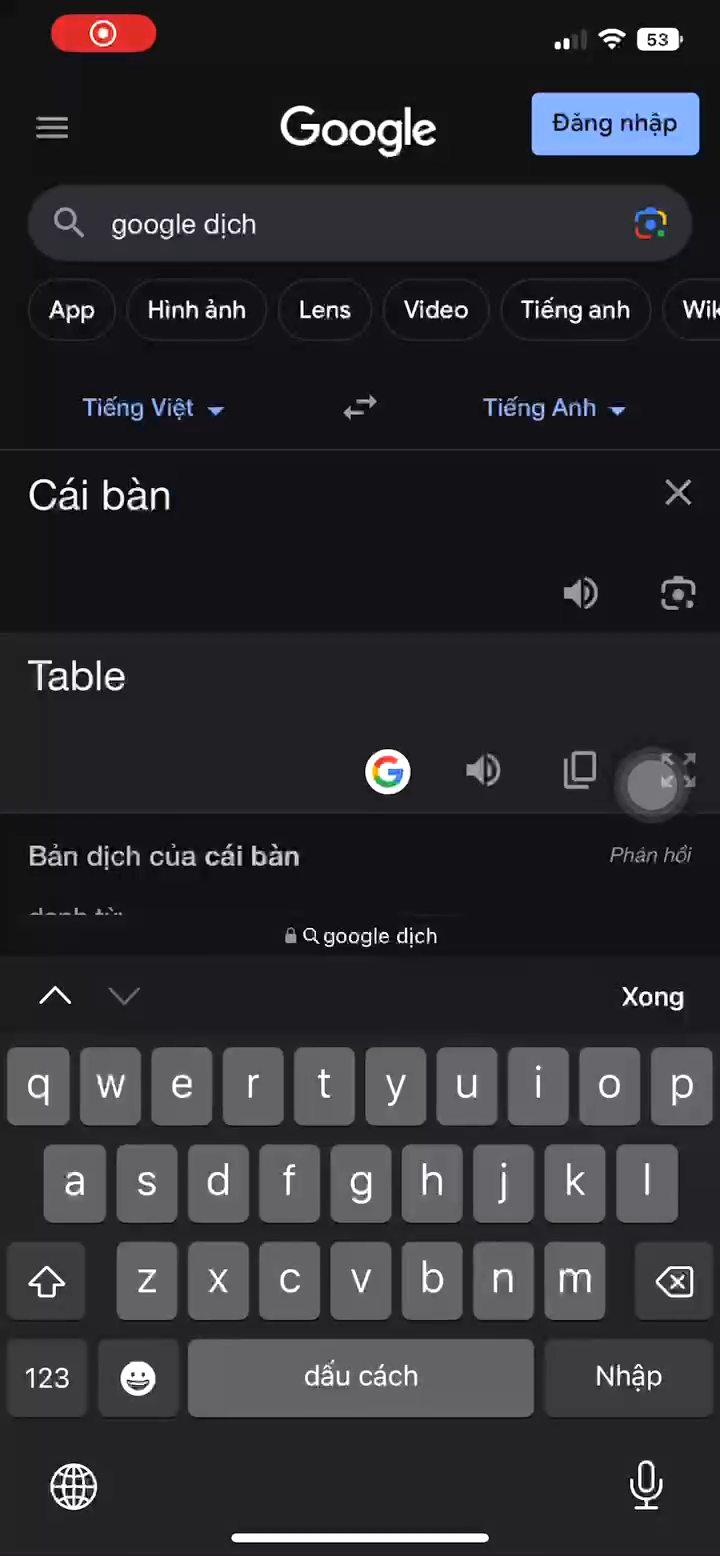 53
Google
Đăng nhập
google dịch
App Hình ảnh Lens Video Tiếng anh
Tiếng Việt Tiếng Anh
Cái bàn
Table
Bản dịch của cái bàn Phản hồi
google dịch
Xong
q w e r t y u i o p
a s d f g h j k l
z x c v b n m
123 dấu cách Nhập